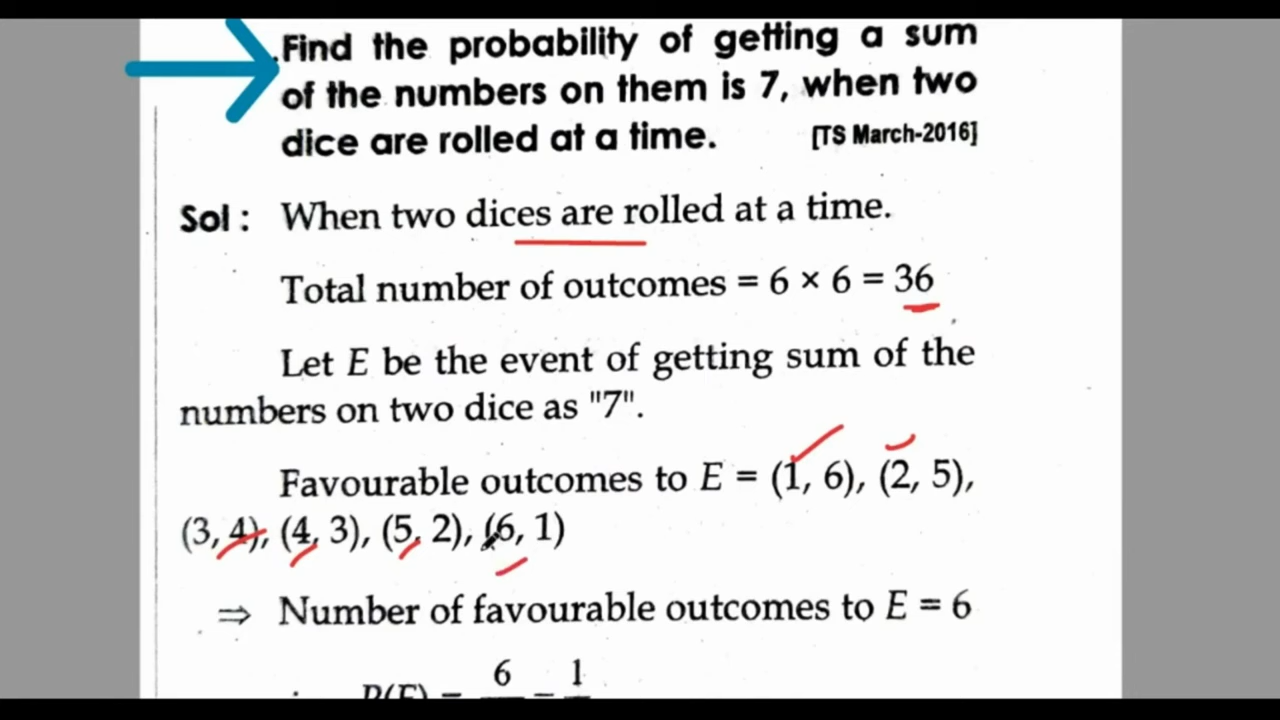 Find the probability of getting a sum
of the numbers on them is 7, when two
dice are rolled at a time. [TS March-2016]
Sol : When two dices are rolled at a time.
Total number of outcomes = 6 × 6 = 36
Let E be the event of getting sum of the
numbers on two dice as "7".
Favourable outcomes to E = (1, 6), (2, 5),
(3, 4), (4, 3), (5, 2), (6, 1)
⇒ Number of favourable outcomes to E = 6
P(E) = 6 = 1